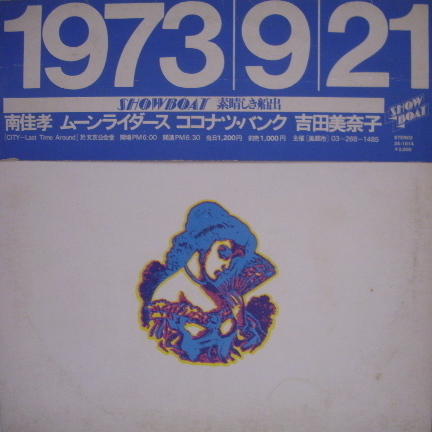 1973|9|21
SHOWBOAT 素晴しき船出
南佳孝 ムーンライダース ココナツ・バンク 吉田美奈子
[CITY—Last Time Around] 於文京公会堂 開場PM6:00 開演PM6:30 当日1,200円 前売1,000円 主催[風都市] 03-268-1485
SHOW
BOAT
STEREO
3A-1014